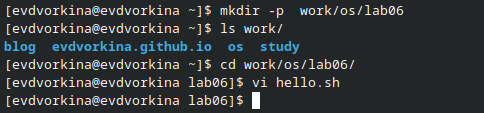 [evdvorkina@evdvorkina ~]$ mkdir -p  work/os/lab06
[evdvorkina@evdvorkina ~]$ ls work/
blog  evdvorkina.github.io  os  study
[evdvorkina@evdvorkina ~]$ cd work/os/lab06/
[evdvorkina@evdvorkina lab06]$ vi hello.sh
[evdvorkina@evdvorkina lab06]$